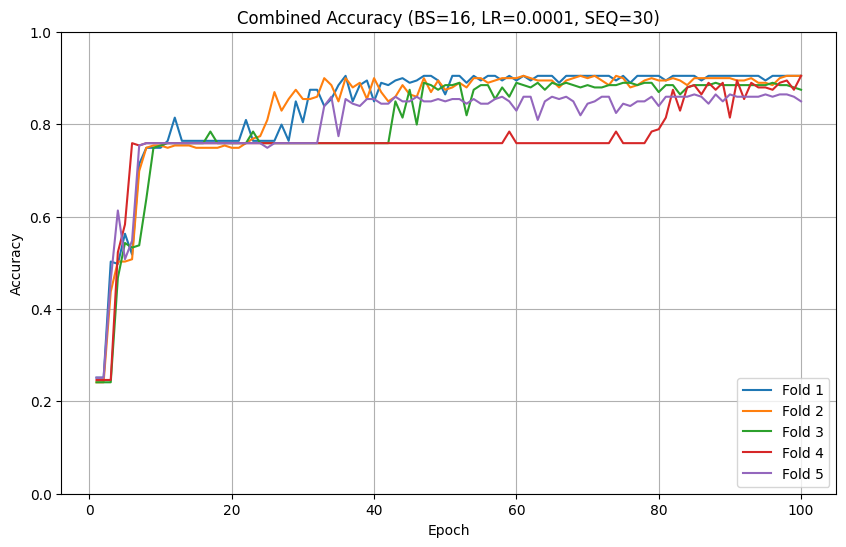 Combined Accuracy (BS=16, LR=0.0001, SEQ=30)
1.0
0.8
0.6
0.4
0.2
0.0
Accuracy
0 20 40 60 80 100
Epoch
Fold 1
Fold 2
Fold 3
Fold 4
Fold 5